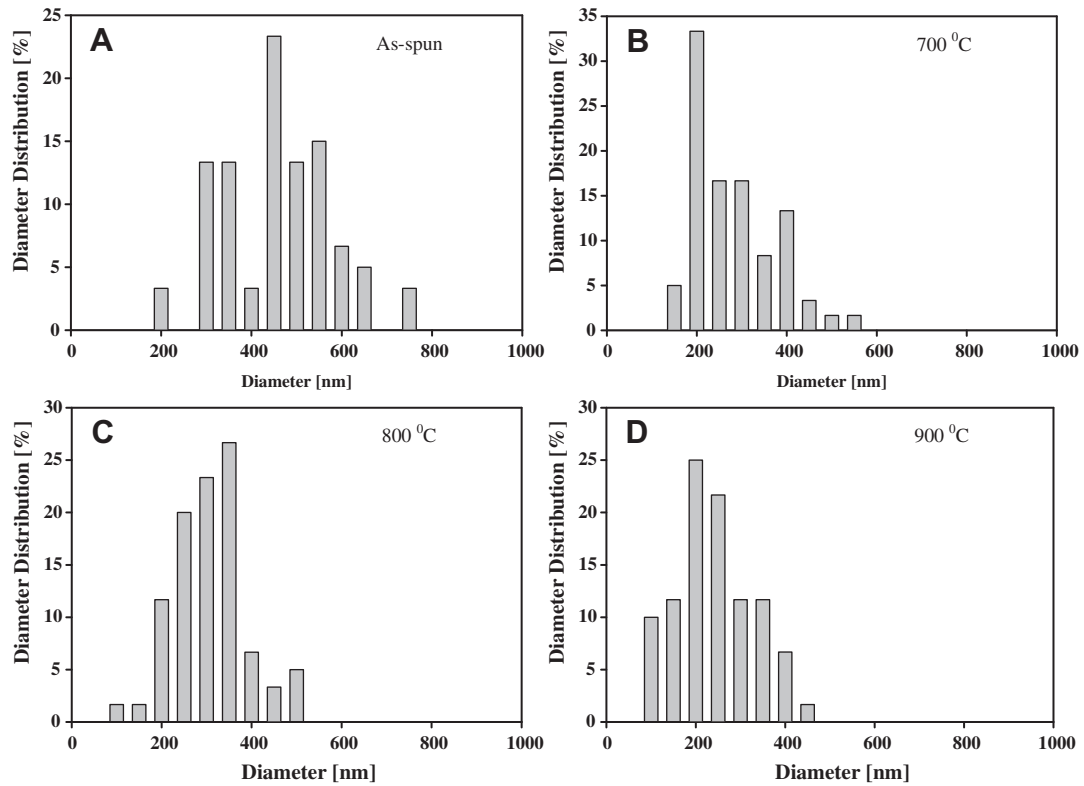 A
As-spun
Diameter Distribution [%]
25
20
15
10
5
0
0 200 400 600 800 1000
Diameter [nm]
B
700 ⁰C
Diameter Distribution [%]
35
30
25
20
15
10
5
0
0 200 400 600 800 1000
Diameter [nm]
C
800 ⁰C
Diameter Distribution [%]
30
25
20
15
10
5
0
0 200 400 600 800 1000
Diameter [nm]
D
900 ⁰C
Diameter Distribution [%]
30
25
20
15
10
5
0
0 200 400 600 800 1000
Diameter [nm]